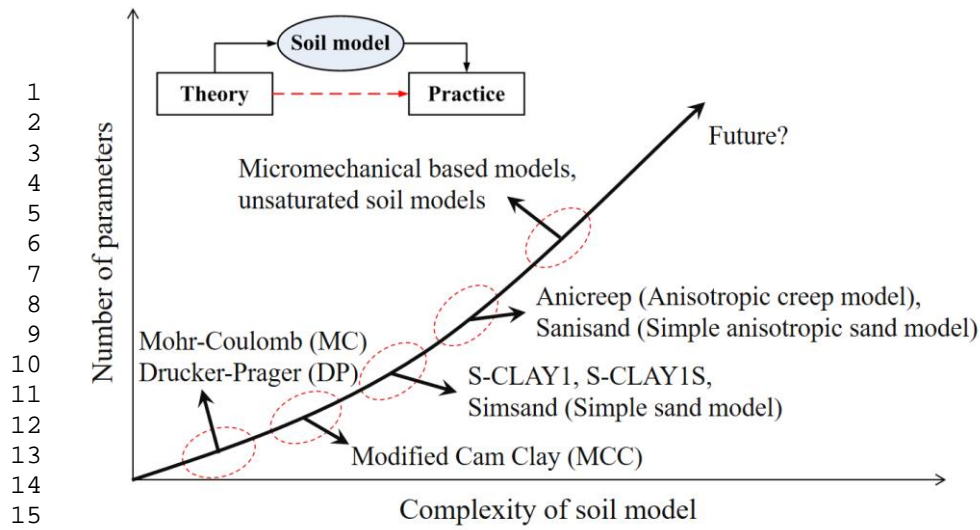 Soil model
Theory
Practice
1
2
3
4
5
6
7
8
9
10
11
12
13
14
15
Number of parameters
Future?
Micromechanical based models,
unsaturated soil models
Anicreep (Anisotropic creep model),
Sanisand (Simple anisotropic sand model)
Mohr-Coulomb (MC)
Drucker-Prager (DP)
S-CLAY1, S-CLAY1S,
Simsand (Simple sand model)
Modified Cam Clay (MCC)
Complexity of soil model